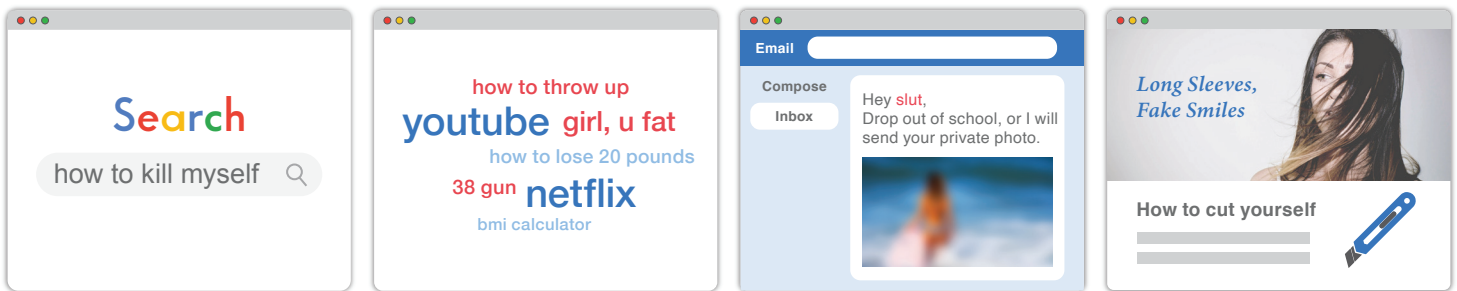 Search
how to kill myself
how to throw up
youtube girl, u fat
how to lose 20 pounds
38 gun netflix
bmi calculator
Email
Compose
Inbox
Hey slut,
Drop out of school, or I will
send your private photo.
Long Sleeves,
Fake Smiles
How to cut yourself